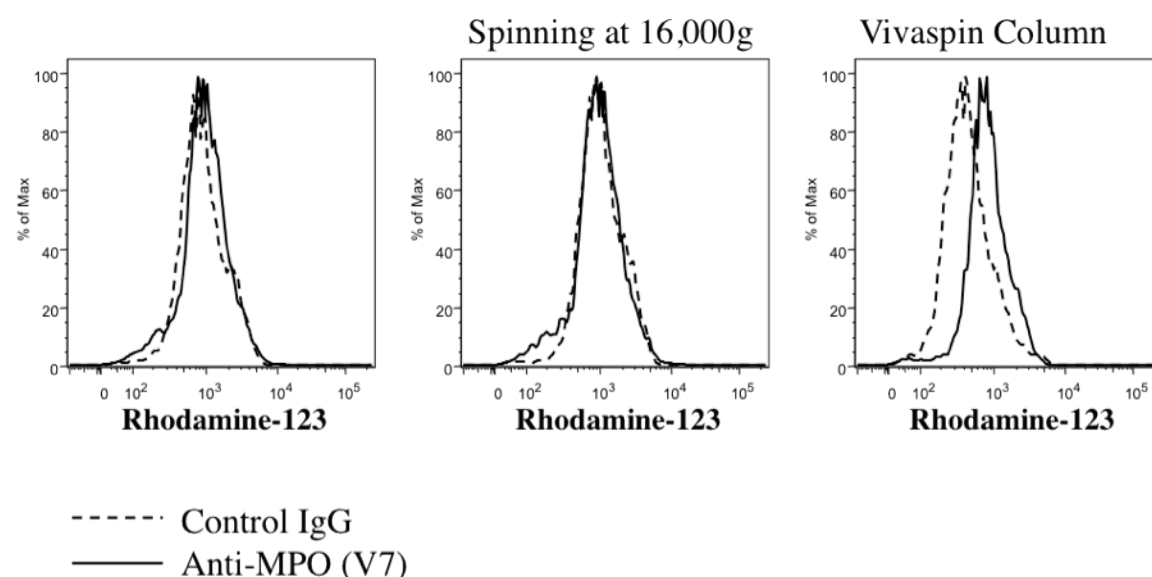 Spinning at 16,000g
Vivaspin Column
100
80
60
40
20
0
% of Max
0 10² 10³ 10⁴ 10⁵
Rhodamine-123
100
80
60
40
20
0
% of Max
0 10² 10³ 10⁴ 10⁵
Rhodamine-123
100
80
60
40
20
0
% of Max
0 10² 10³ 10⁴ 10⁵
Rhodamine-123
Control IgG
Anti-MPO (V7)